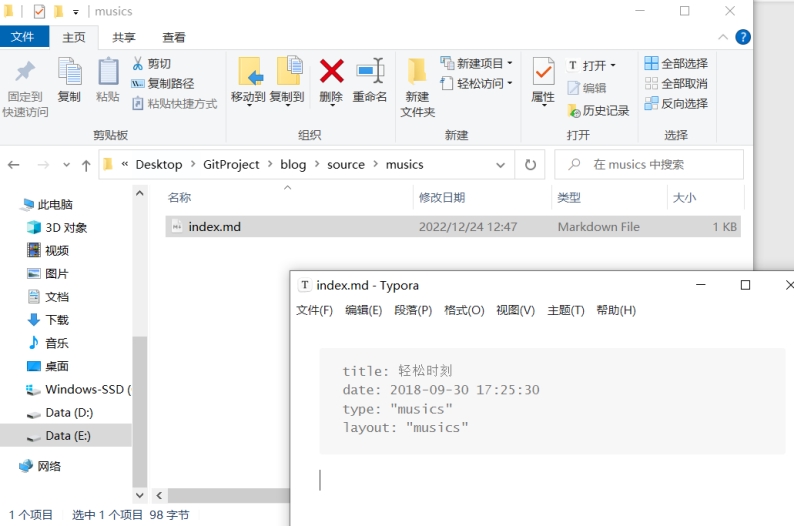 musics
文件 主页 共享 查看
固定到快速访问
复制
粘贴
剪切
复制路径
粘贴快捷方式
剪贴板
移动到 复制到 删除 重命名
组织
新建文件夹
新建项目
轻松访问
新建
属性
打开
编辑
历史记录
打开
全部选择
全部取消
反向选择
选择
« Desktop > GitProject > blog > source > musics
在 musics 中搜索
名称 修改日期 类型 大小
index.md 2022/12/24 12:47 Markdown File 1 KB
此电脑
3D 对象
视频
图片
文档
下载
音乐
桌面
Windows-SSD (
Data (D:)
Data (E:)
网络
1 个项目 选中 1 个项目 98 字节
index.md - Typora
文件(F) 编辑(E) 段落(P) 格式(O) 视图(V) 主题(T) 帮助(H)
title: 轻松时刻
date: 2018-09-30 17:25:30
type: "musics"
layout: "musics"